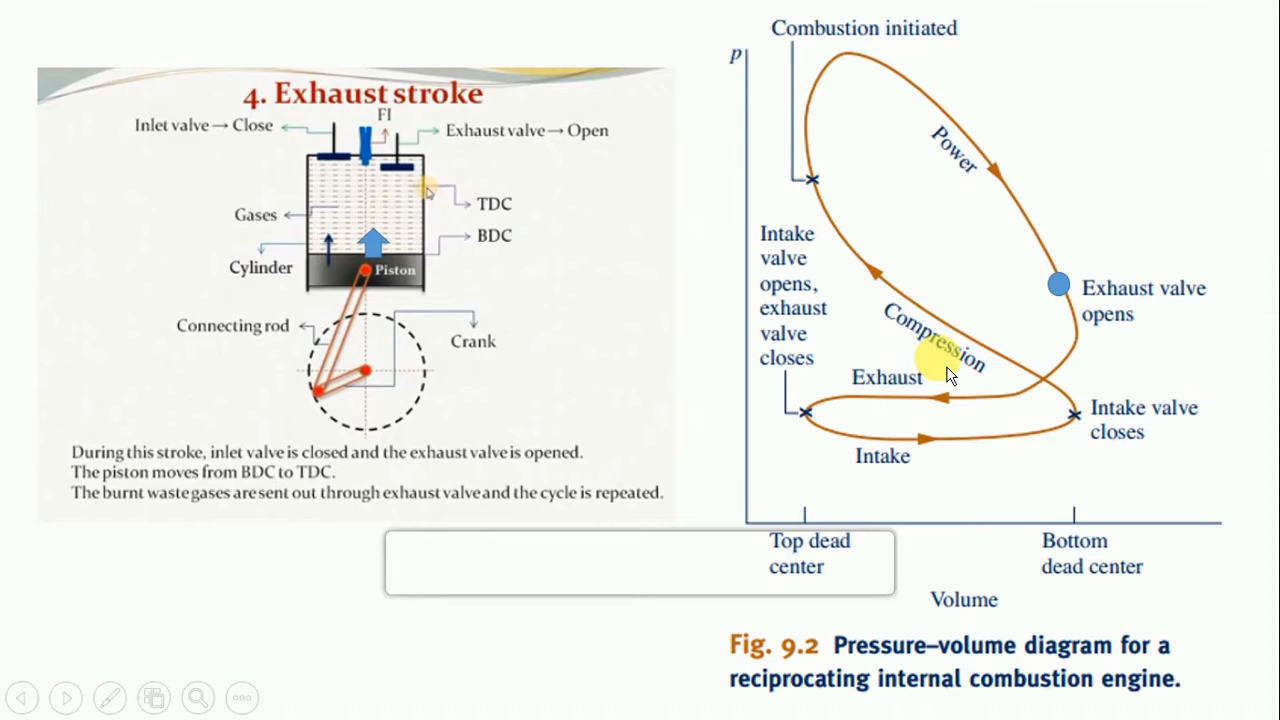 4. Exhaust stroke
Inlet valve → Close
FI
Exhaust valve → Open
Gases
TDC
BDC
Cylinder
Piston
Connecting rod
Crank
During this stroke, inlet valve is closed and the exhaust valve is opened.
The piston moves from BDC to TDC.
The burnt waste gases are sent out through exhaust valve and the cycle is repeated.
Combustion initiated
p
Power
Intake
valve
opens,
exhaust
valve
closes
Exhaust valve
opens
Compression
Exhaust
Intake valve
closes
Intake
Top dead
center
Bottom
dead center
Volume
Fig. 9.2 Pressure–volume diagram for a
reciprocating internal combustion engine.